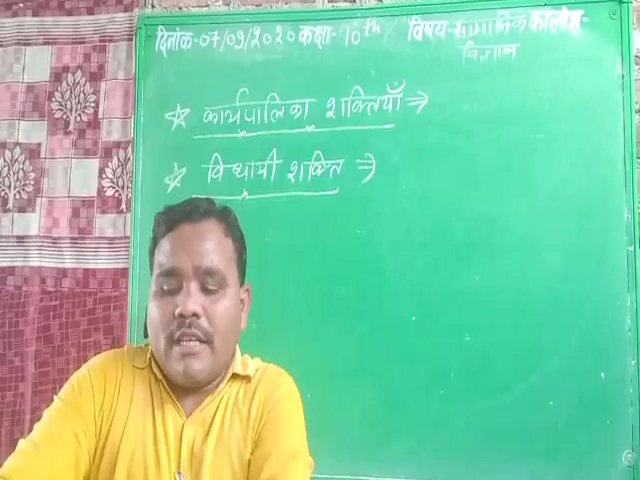 दिनांक-07/09/2020 कक्षा-10th विषय-सामाजिक कालांश-
विज्ञान
☆ कार्यपालिका शक्तियाँ ⇒
☆ विधायी शक्ति ⇒